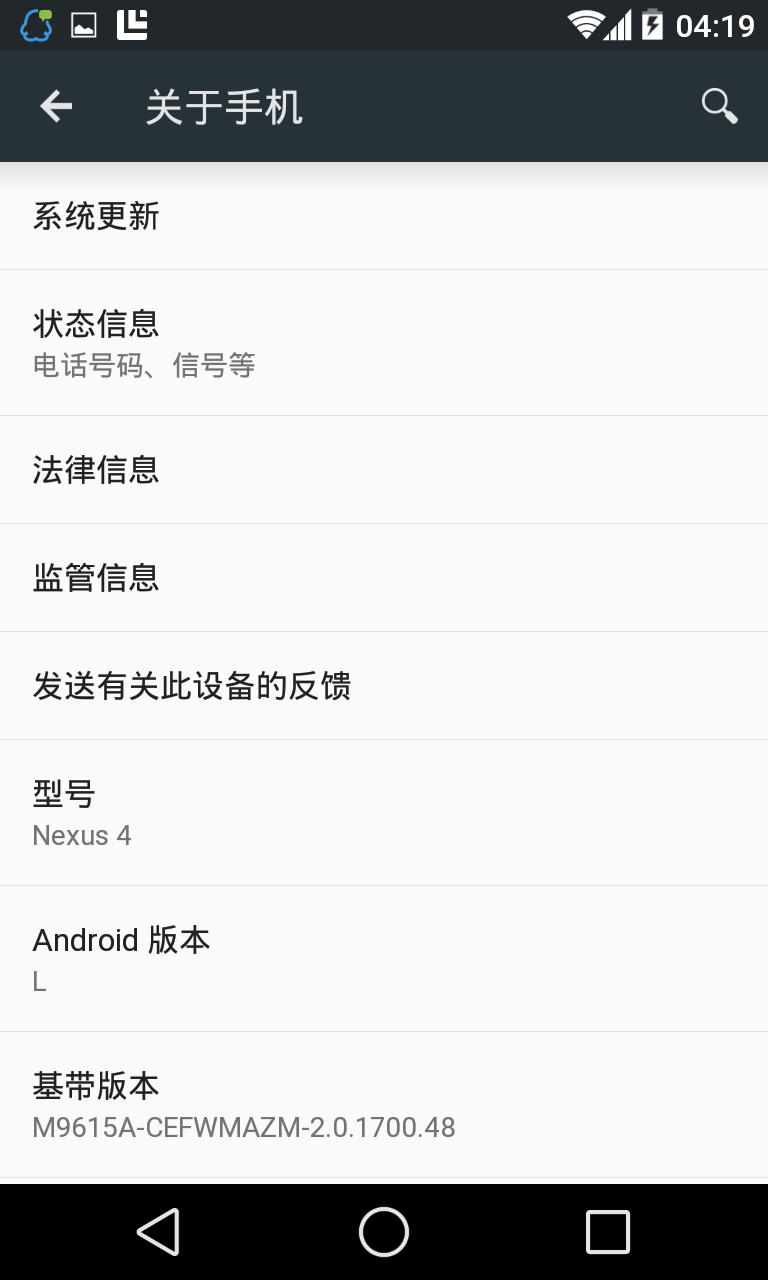 04:19
关于手机
系统更新
状态信息
电话号码、信号等
法律信息
监管信息
发送有关此设备的反馈
型号
Nexus 4
Android 版本
L
基带版本
M9615A-CEFWMAZM-2.0.1700.48